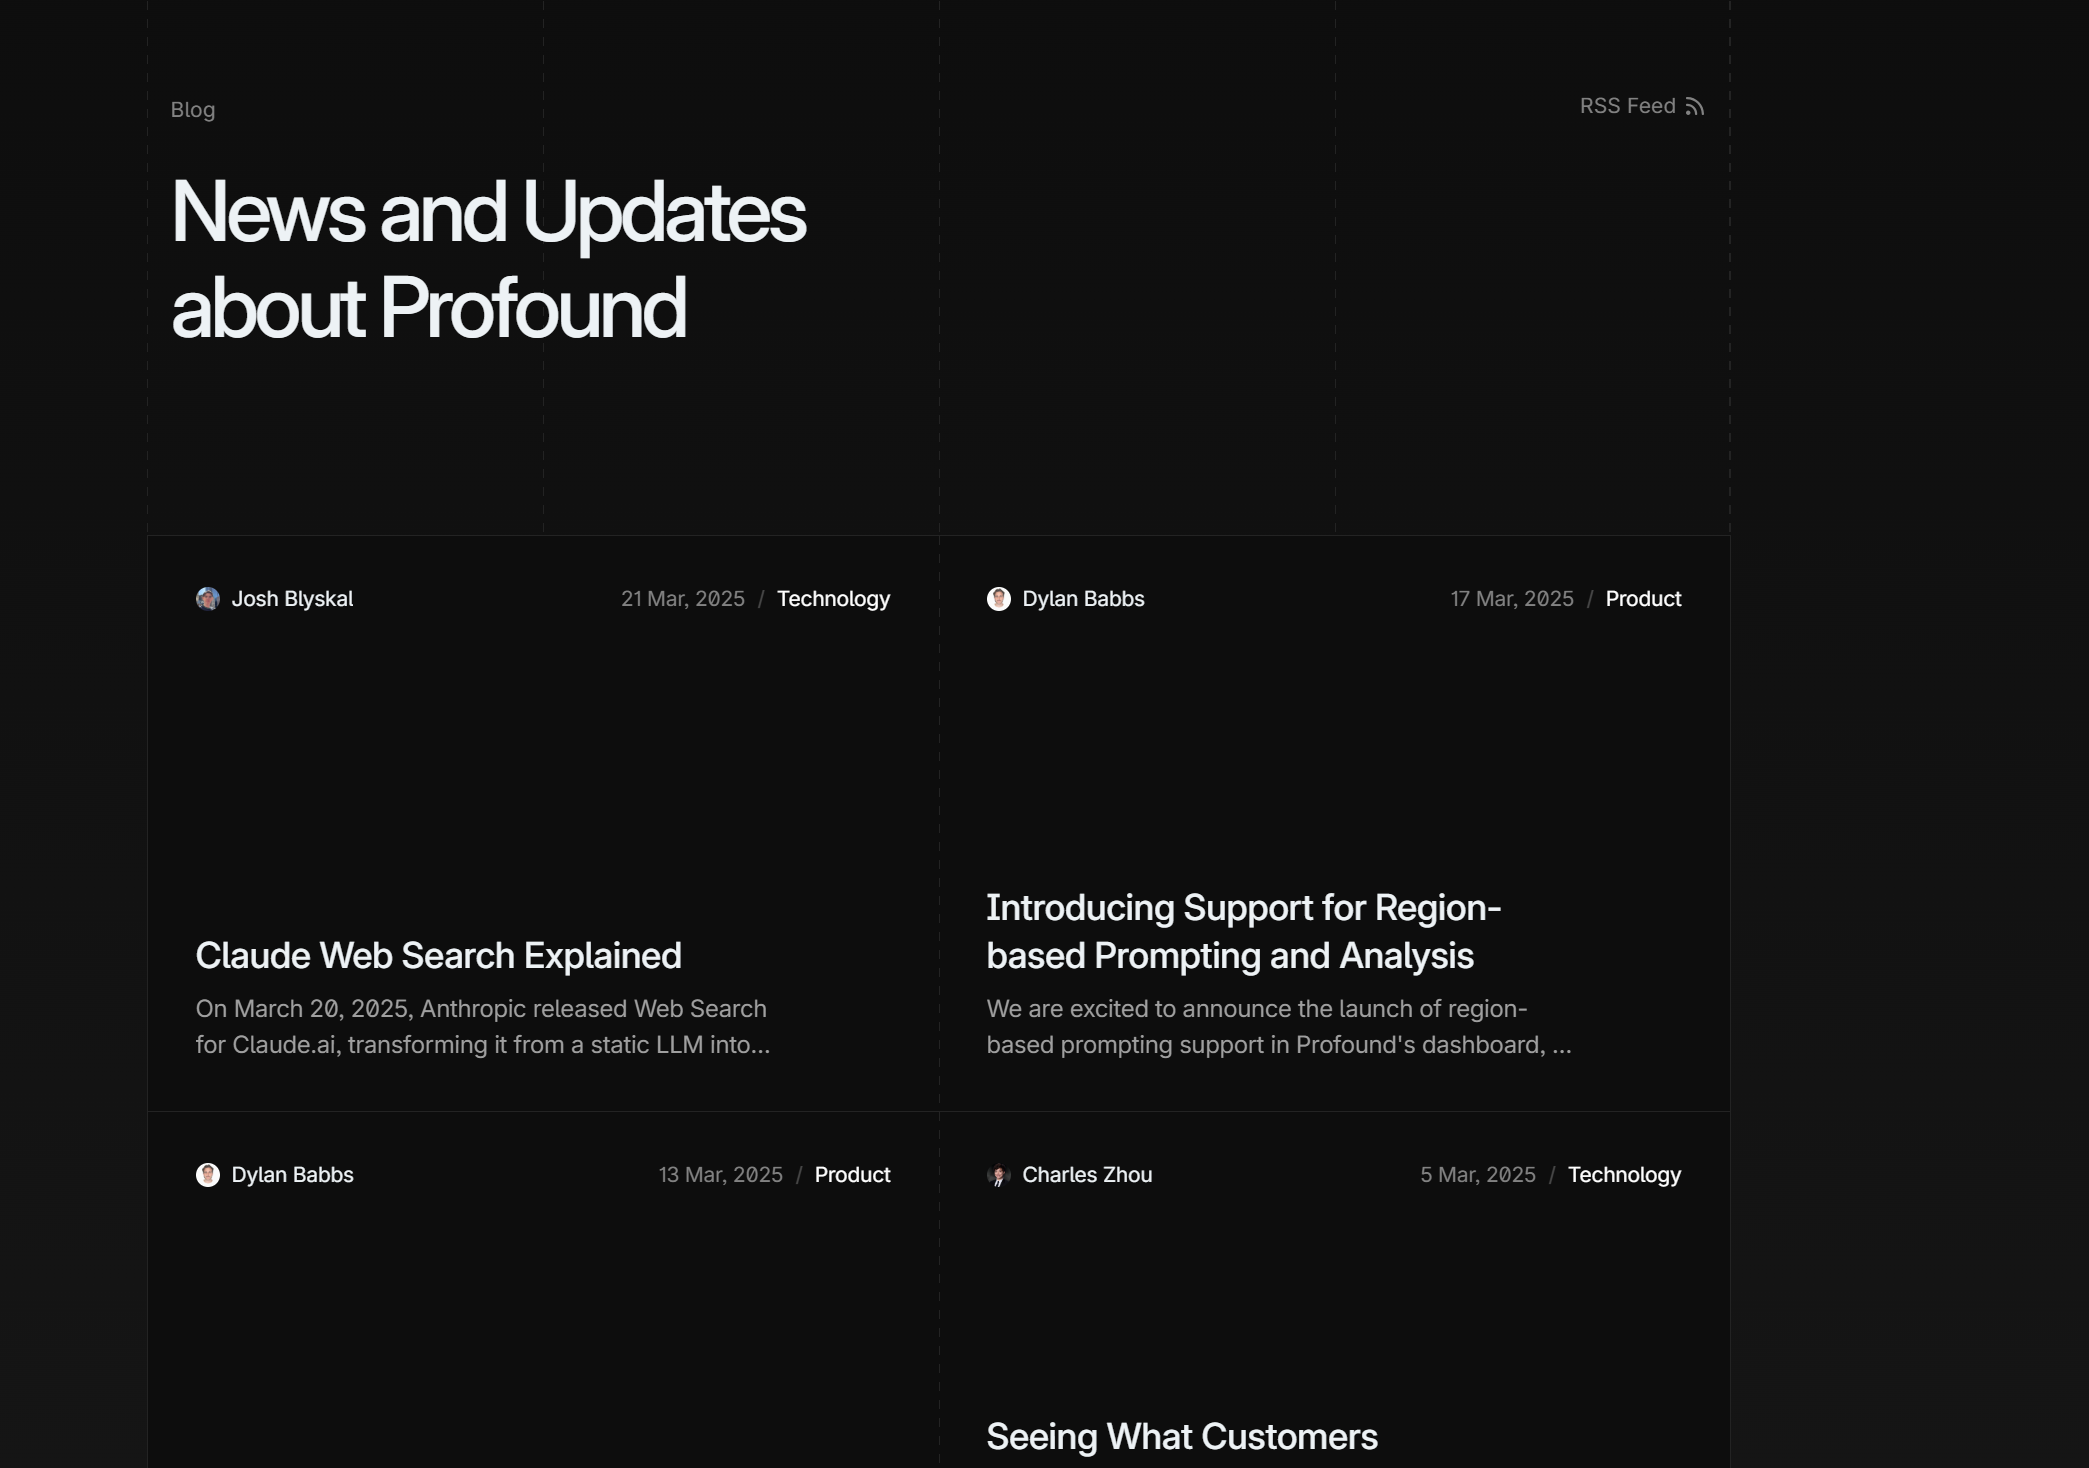 Blog
RSS Feed
News and Updates
about Profound
Josh Blyskal
21 Mar, 2025 / Technology
Claude Web Search Explained
On March 20, 2025, Anthropic released Web Search
for Claude.ai, transforming it from a static LLM into...
Dylan Babbs
17 Mar, 2025 / Product
Introducing Support for Region-
based Prompting and Analysis
We are excited to announce the launch of region-
based prompting support in Profound's dashboard, ...
Dylan Babbs
13 Mar, 2025 / Product
Charles Zhou
5 Mar, 2025 / Technology
Seeing What Customers